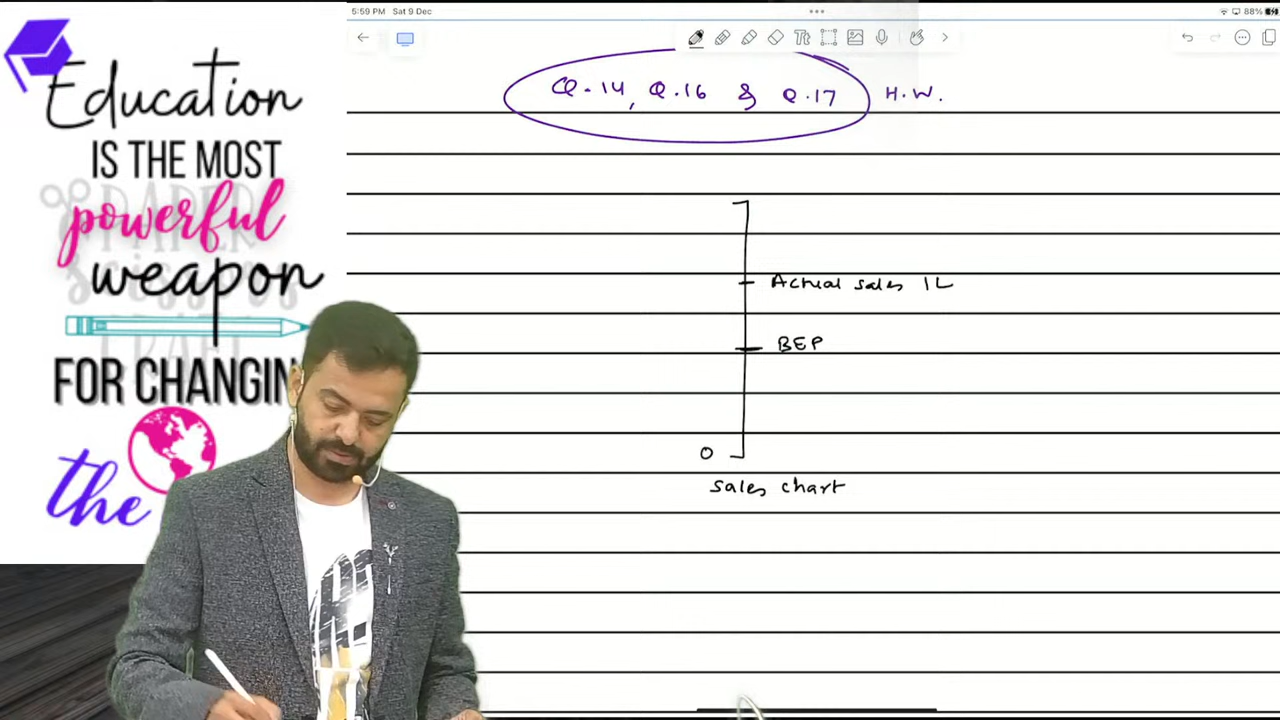 5:59 PM Sat 9 Dec
88%
Education
IS THE MOST
powerful
weapon
FOR CHANGIN
the
Tt
Q.14, Q.16 & Q.17 H.W.
Actual sales 1L
BEP
0
sales chart